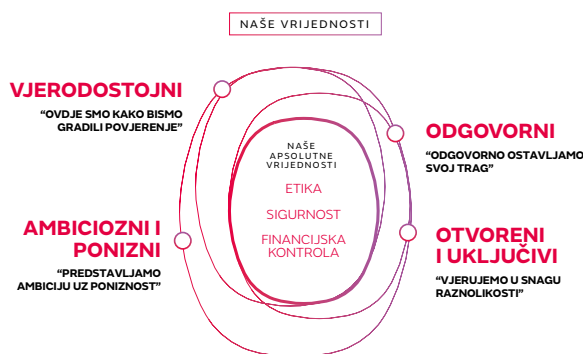 NAŠE VRIJEDNOSTI
VJERODOSTOJNI
“OVDJE SMO KAKO BISMO
GRADILI POVJERENJE”
ODGOVORNI
“ODGOVORNO OSTAVLJAMO
SVOJ TRAG”
NAŠE
APSOLUTNE
VRIJEDNOSTI
ETIKA
SIGURNOST
FINANCIJSKA
KONTROLA
AMBICIOZNI I
PONIZNI
“PREDSTAVLJAMO
AMBICIJU UZ PONIZNOST”
OTVORENI
I UKLJUČIVI
“VJERUJEMO U SNAGU
RAZNOLIKOSTI”